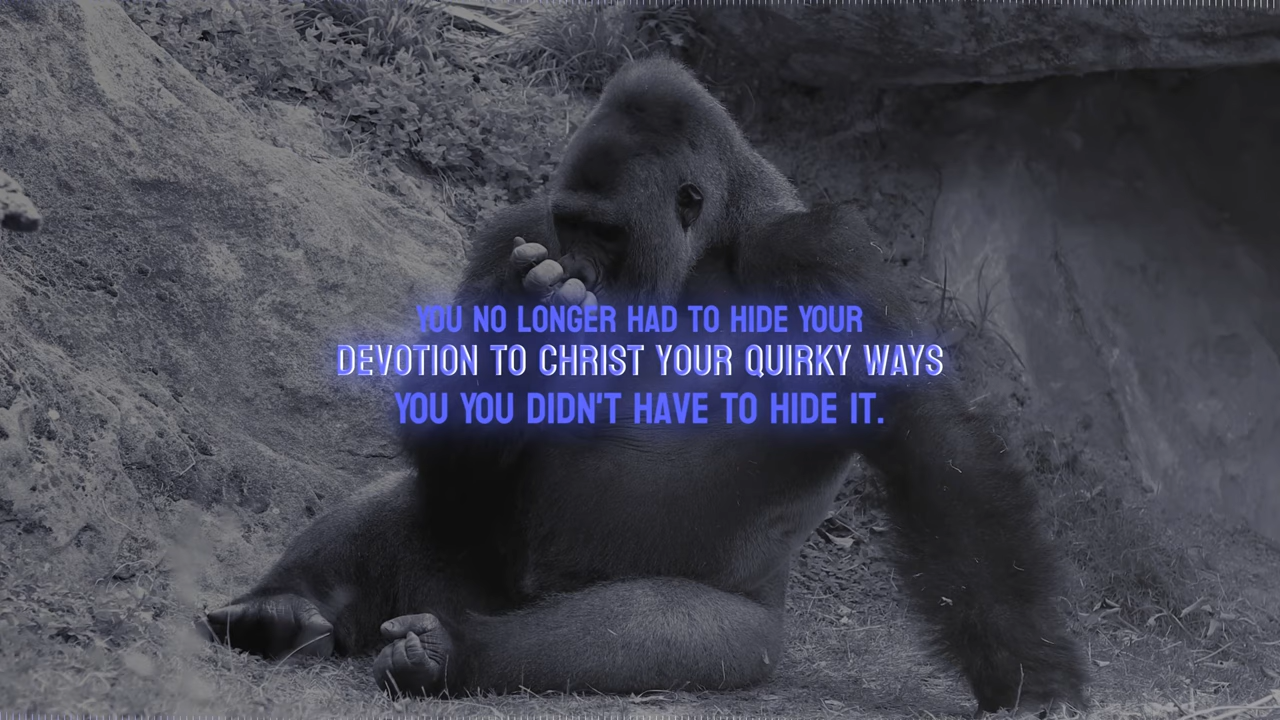 YOU NO LONGER HAD TO HIDE YOUR
DEVOTION TO CHRIST YOUR QUIRKY WAYS
YOU YOU DIDN'T HAVE TO HIDE IT.